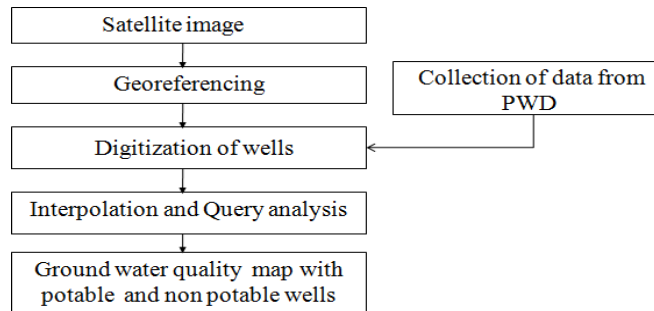 Satellite image
Georeferencing
Collection of data from
PWD
Digitization of wells
Interpolation and Query analysis
Ground water quality map with
potable and non potable wells